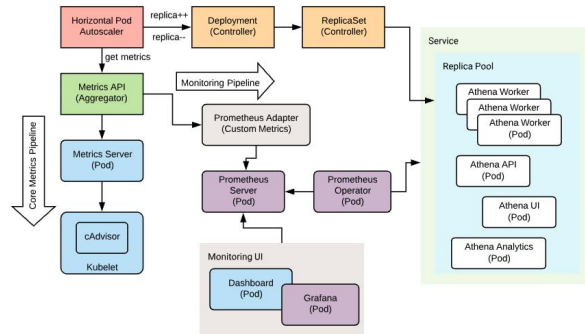 Horizontal Pod
Autoscaler
replica++
replica--
Deployment
(Controller)
ReplicaSet
(Controller)
get metrics
Service
Replica Pool
Metrics API
(Aggregator)
Monitoring Pipeline
Core Metrics Pipeline
Athena Worker
Athena Worker
Athena Worker
(Pod)
Prometheus Adapter
(Custom Metrics)
Metrics Server
(Pod)
Athena API
(Pod)
Prometheus
Server
(Pod)
Prometheus
Operator
(Pod)
Athena UI
(Pod)
cAdvisor
Kubelet
Athena Analytics
(Pod)
Monitoring UI
Dashboard
(Pod)
Grafana
(Pod)